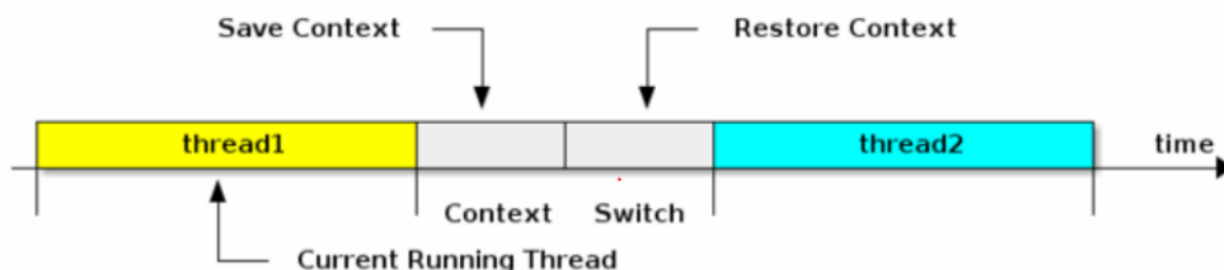 Save Context
Restore Context
thread1
thread2
time
Context
Switch
Current Running Thread